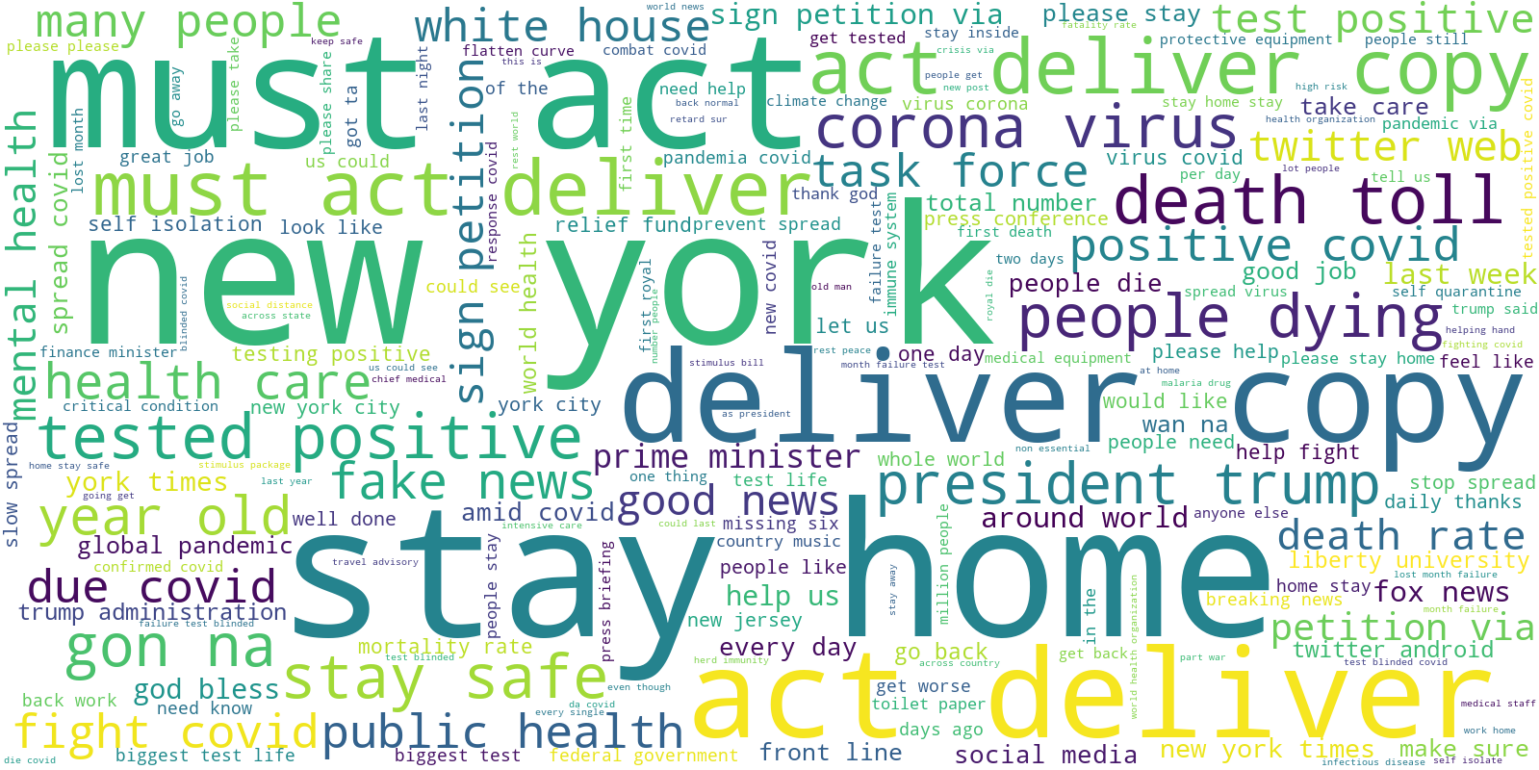 many people
white house
sign petition via
please stay
test positive
world news
fatality rate
please please
keep safe
flatten curve
combat covid
get tested
stay inside
protective equipment
people still
this is
crisis via
must act
act deliver copy
go away
please take
please share
got ta
last night
of the
need help
people get
new post
high risk
back normal
climate change
virus corona
stay home stay
take care
retard sur
health organization
pandemic via
mental health
lost month
corona virus
twitter web
great job
us could
response covid
rest world
first time
pandemia covid
task force
virus covid
per day
lot people
tell us
tested positive covid
spread covid
must act deliver
sign petition
thank god
total number
death toll
self isolation
look like
relief fund
prevent spread
failure test
immune system
press conference
first death
positive covid
new york
blinded covid
social distance
across state
could see
world health
first royal
number people
new covid
old man
let us
royal die
two days
people die
good job
last week
spread virus
self quarantine
people dying
trump said
helping hand
fighting covid
finance minister
testing positive
us could see
chief medical
rest peace
one day
medical equipment
please help
please stay home
feel like
health care
stimulus bill
month failure test
at home
malaria drug
deliver copy
critical condition
new york city
york city
as president
would like
wan na
people need
tested positive
non essential
help fight
home stay safe
stimulus package
prime minister
whole world
slow spread
york times
going get
last year
fake news
one thing
test life
president trump
stop spread
daily thanks
year old
well done
amid covid
intensive care
good news
could last
missing six
country music
million people
around world
anyone else
death rate
global pandemic
confirmed covid
stay home
travel advisory
people stay
press briefing
people like
stay away
liberty university
lost month failure
due covid
home stay
fox news
trump administration
failure test blinded
help us
new jersey
in the
world health organization
breaking news
month failure
gon na
mortality rate
test blinded
every day
herd immunity
go back
across country
get back
part war
petition via
twitter android
test blinded covid
stay safe
even though
act deliver
back work
god bless
need know
da covid
every single
get worse
toilet paper
medical staff
fight covid
public health
days ago
work home
die covid
biggest test life
biggest test
federal government
front line
social media
new york times
infectious disease
make sure
self isolate